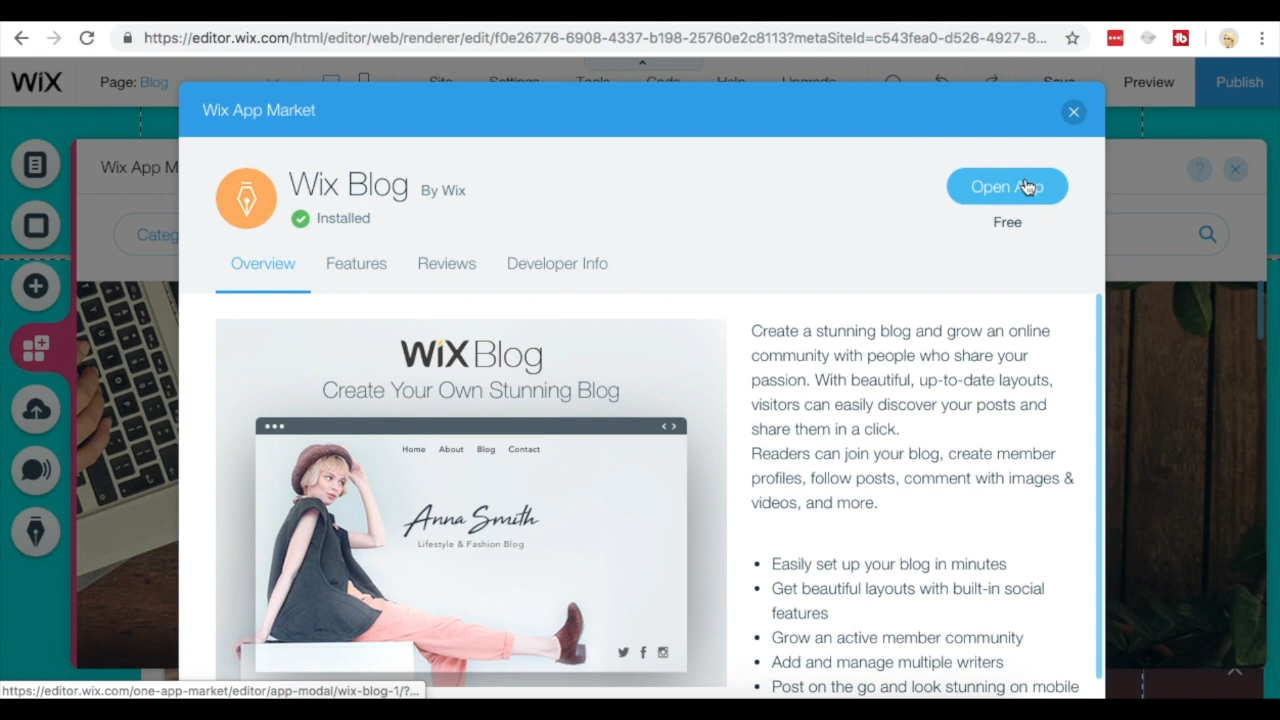 https://editor.wix.com/html/editor/web/renderer/edit/f0e26776-6908-4337-b198-25760e2c8113?metaSiteId=c543fea0-d526-4927-8...
WiX
Page: Blog
Site
Settings
Tools
Code
Help
Upgrade
Save
Preview
Publish
Wix App Market
Wix App M
Categ
Wix Blog By Wix
Installed
Open App
Free
Overview
Features
Reviews
Developer Info
WiX Blog
Create Your Own Stunning Blog
Home About Blog Contact
Anna Smith
Lifestyle & Fashion Blog
Create a stunning blog and grow an online
community with people who share your
passion. With beautiful, up-to-date layouts,
visitors can easily discover your posts and
share them in a click.
Readers can join your blog, create member
profiles, follow posts, comment with images &
videos, and more.
• Easily set up your blog in minutes
• Get beautiful layouts with built-in social
features
• Grow an active member community
• Add and manage multiple writers
• Post on the go and look stunning on mobile
https://editor.wix.com/one-app-market/editor/app-modal/wix-blog-1/?...